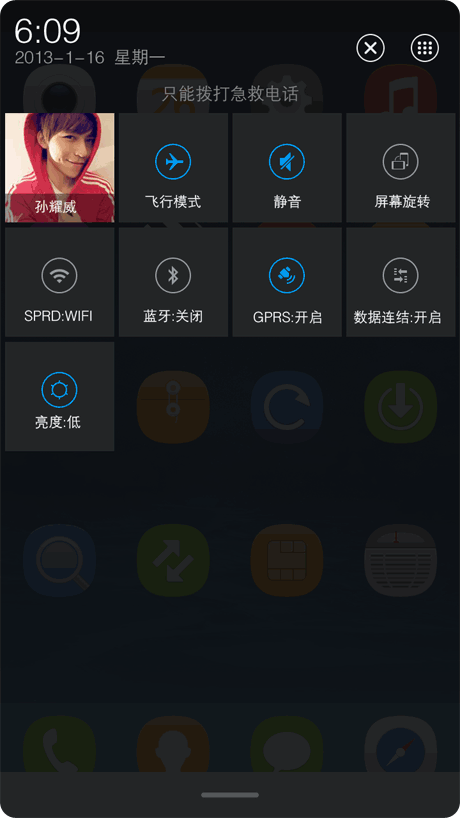 6:09
2013-1-16 星期一
只能拨打急救电话
孙耀威
飞行模式
静音
屏幕旋转
SPRD:WIFI
蓝牙:关闭
GPRS:开启
数据连结:开启
亮度:低